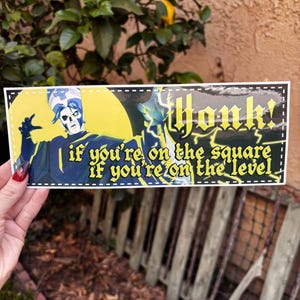 Honk!
if you're on the square
if you're on the level